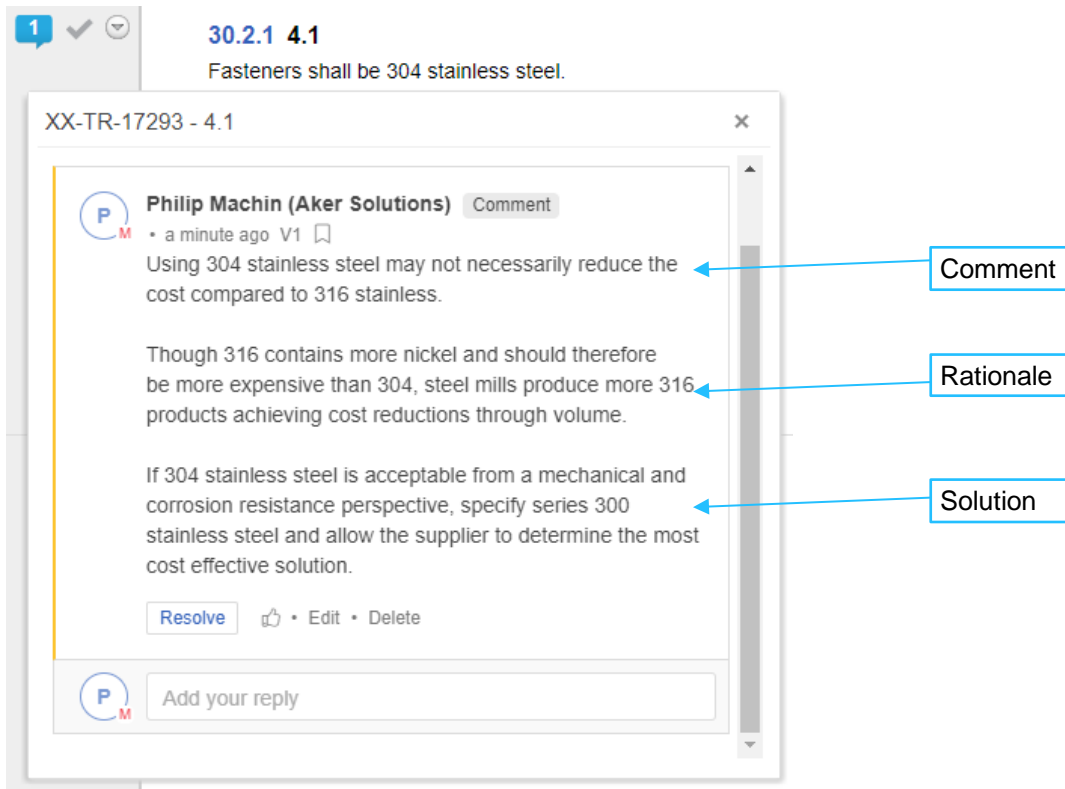 1
30.2.1 4.1
Fasteners shall be 304 stainless steel.
XX-TR-17293 - 4.1 ×
P M
Philip Machin (Aker Solutions) Comment
• a minute ago V1
Using 304 stainless steel may not necessarily reduce the
cost compared to 316 stainless.
Comment
Though 316 contains more nickel and should therefore
be more expensive than 304, steel mills produce more 316
products achieving cost reductions through volume.
Rationale
If 304 stainless steel is acceptable from a mechanical and
corrosion resistance perspective, specify series 300
stainless steel and allow the supplier to determine the most
cost effective solution.
Solution
Resolve • Edit • Delete
P M
Add your reply